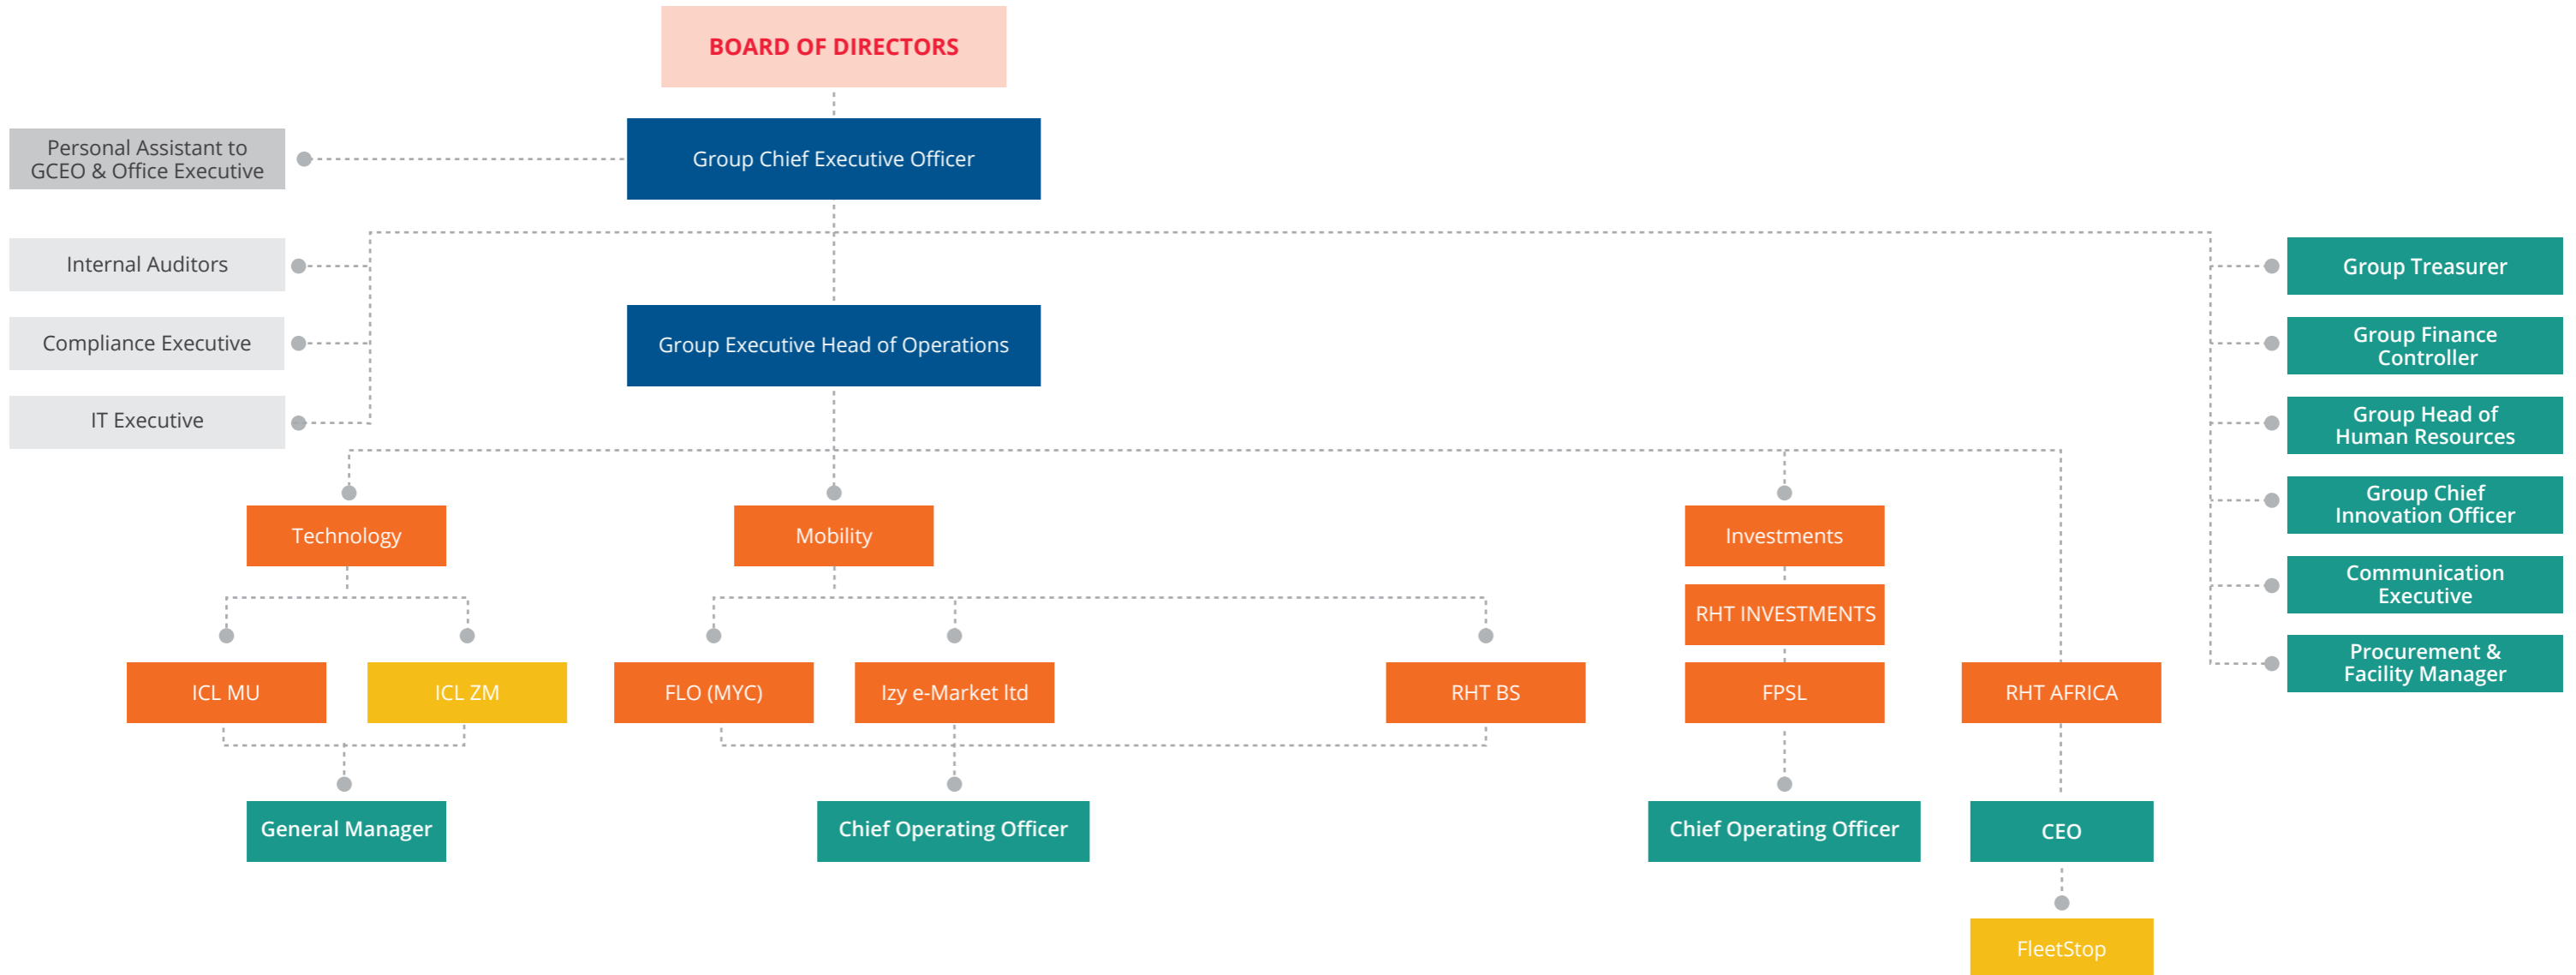 BOARD OF DIRECTORS
Personal Assistant to
GCEO & Office Executive
Group Chief Executive Officer
Internal Auditors
Group Treasurer
Compliance Executive
Group Executive Head of Operations
Group Finance
Controller
IT Executive
Group Head of
Human Resources
Group Chief
Innovation Officer
Technology
Mobility
Investments
Communication
Executive
RHT INVESTMENTS
Procurement &
Facility Manager
ICL MU
ICL ZM
FLO (MYC)
Izy e-Market ltd
RHT BS
FPSL
RHT AFRICA
General Manager
Chief Operating Officer
Chief Operating Officer
CEO
FleetStop